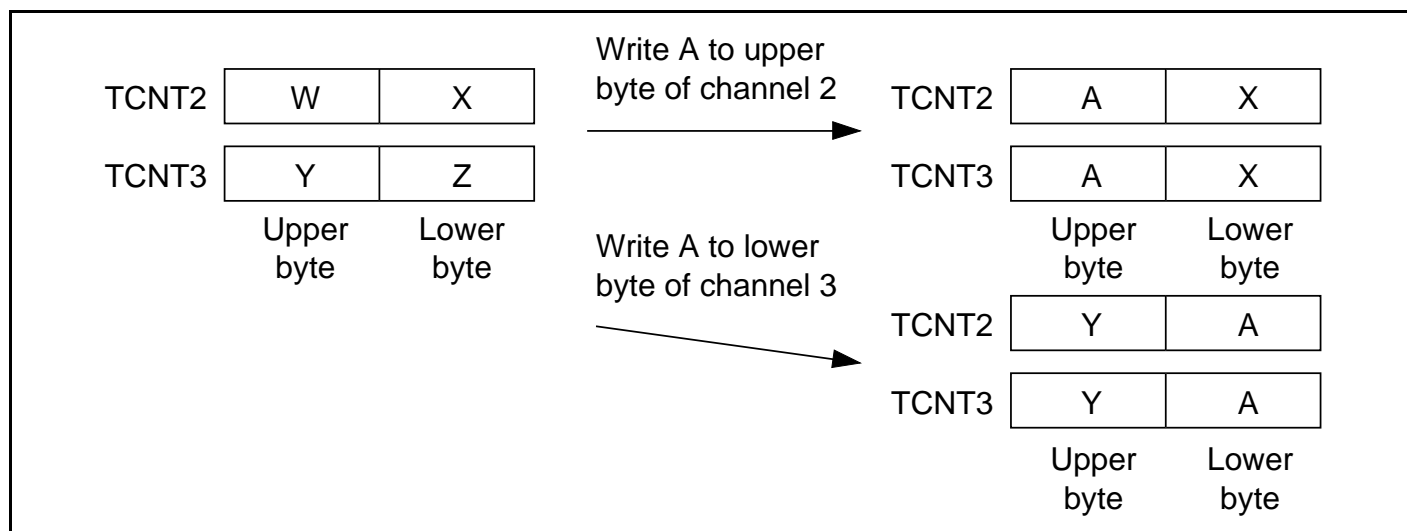 TCNT2 W X
TCNT3 Y Z
Upper byte Lower byte
Write A to upper
byte of channel 2
TCNT2 A X
TCNT3 A X
Upper byte Lower byte
Write A to lower
byte of channel 3
TCNT2 Y A
TCNT3 Y A
Upper byte Lower byte